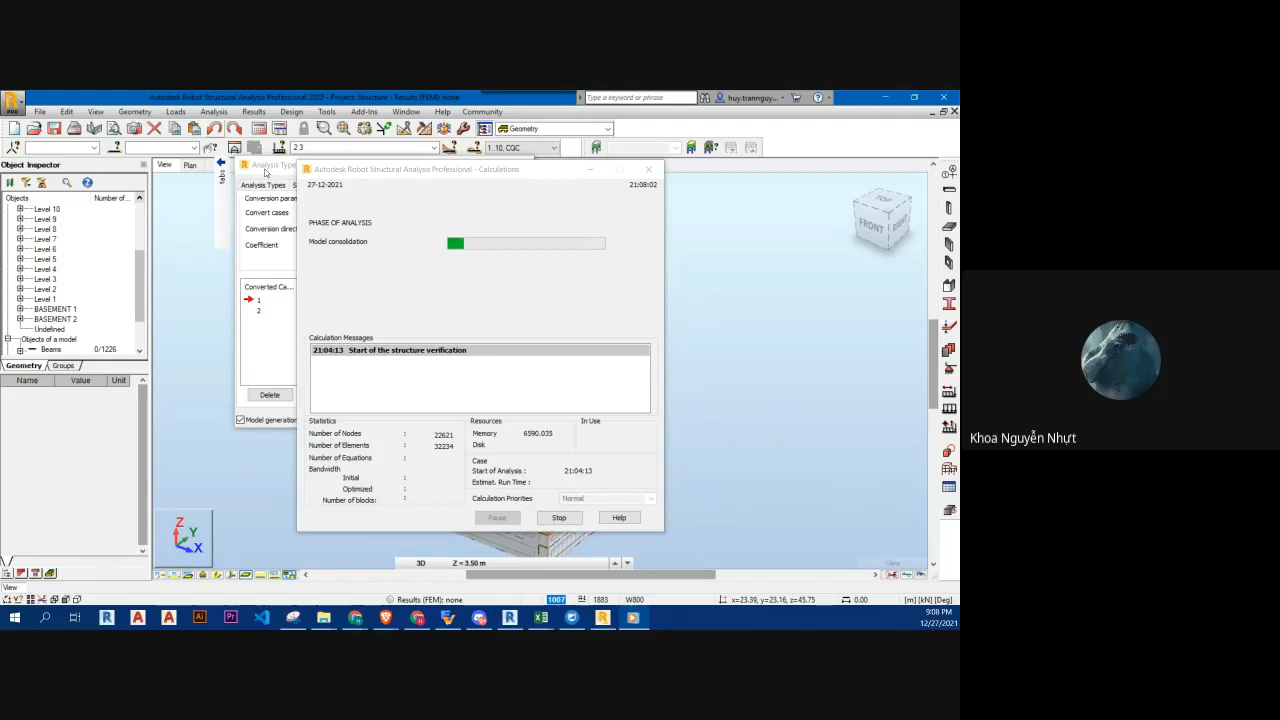 Autodesk Robot Structural Analysis Professional 2022 - Project: Structure - Results (FEM): none
Type a keyword or phrase
huy.trannguy...
PRO
File Edit View Geometry Loads Analysis Results Design Tools Add-Ins Window Help Community
Geometry
2 3
1..10, CQC
Object Inspector
View Plan
tabs
Objects Number of...
Level 10
Level 9
Level 8
Level 7
Level 6
Level 5
Level 4
Level 3
Level 2
Level 1
BASEMENT 1
BASEMENT 2
Undefined
Objects of a model
Beams 0/1226
Geometry Groups
Name Value Unit
Analysis Type
Analysis Types
Conversion para
Convert cases
Conversion direc
Coefficient
Converted Ca...
1
2
Delete
Model generation
Autodesk Robot Structural Analysis Professional - Calculations
27-12-2021 21:08:02
PHASE OF ANALYSIS
Model consolidation
Calculation Messages
21:04:13 Start of the structure verification
Statistics
Number of Nodes : 22621
Number of Elements : 32234
Number of Equations :
Bandwidth
Initial :
Optimized :
Number of blocks: :
Resources In Use
Memory 6590.035
Disk
Case
Start of Analysis : 21:04:13
Estimat. Run Time :
Calculation Priorities Normal
Pause Stop Help
TOP
FRONT RIGHT
Z
Y
X
3D Z = 3.50 m
View
View
Results (FEM): none 1007 1883 W800 x=23.39, y=23.16, z=45.75 0.00 [m] [kN] [Deg]
9:08 PM
12/27/2021
Khoa Nguyễn Nhựt